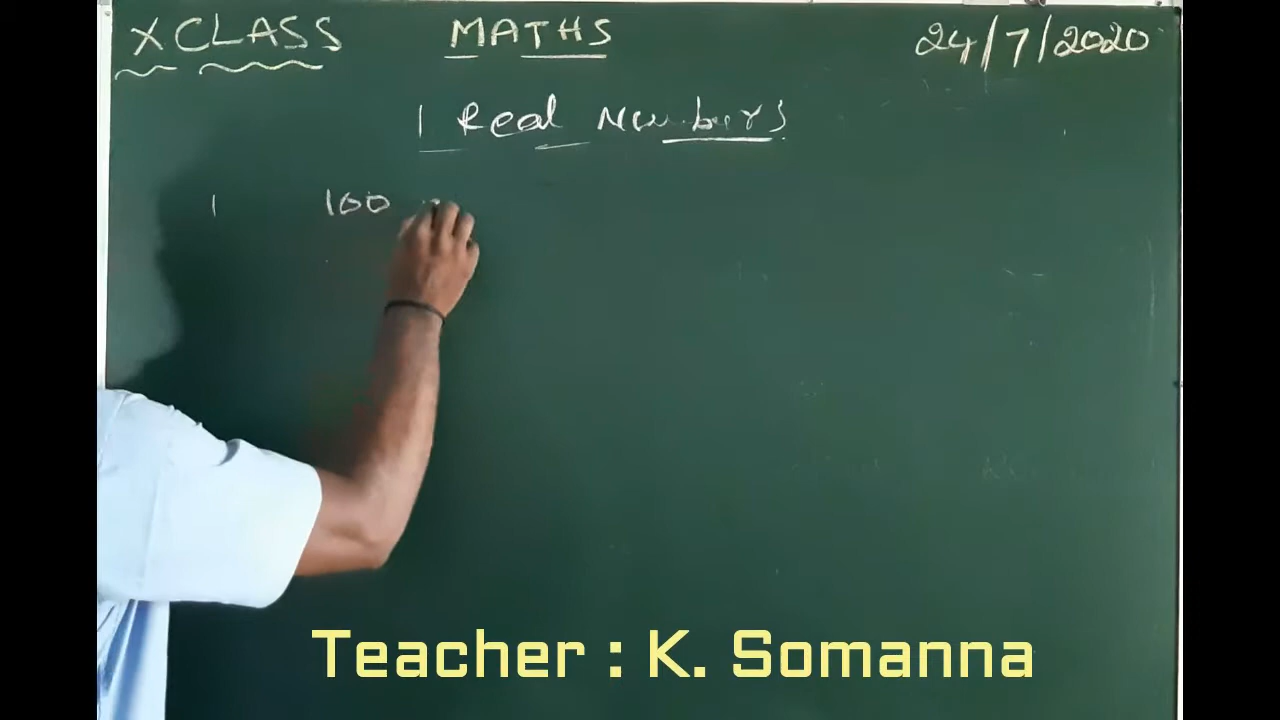 X CLASS MATHS 24/7/2020
1 Real Numbers
1 100
Teacher : K. Somanna